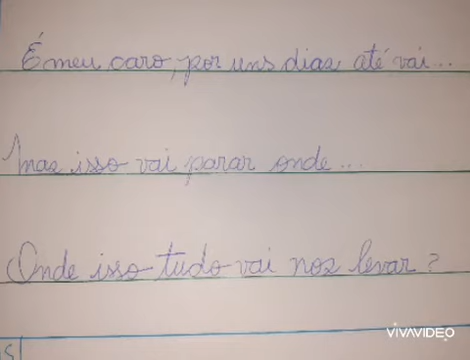 É meu caro, por uns dias até vai...
Mas isso vai parar onde...
Onde isso tudo vai nos levar?
VIVAVIDEO